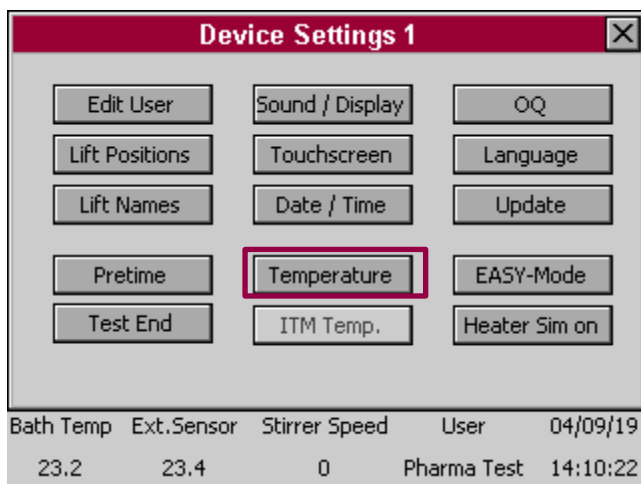 Device Settings 1
Edit User Sound / Display OQ
Lift Positions Touchscreen Language
Lift Names Date / Time Update
Pretime Temperature EASY-Mode
Test End ITM Temp. Heater Sim on
Bath Temp Ext.Sensor Stirrer Speed User 04/09/19
23.2 23.4 0 Pharma Test 14:10:22